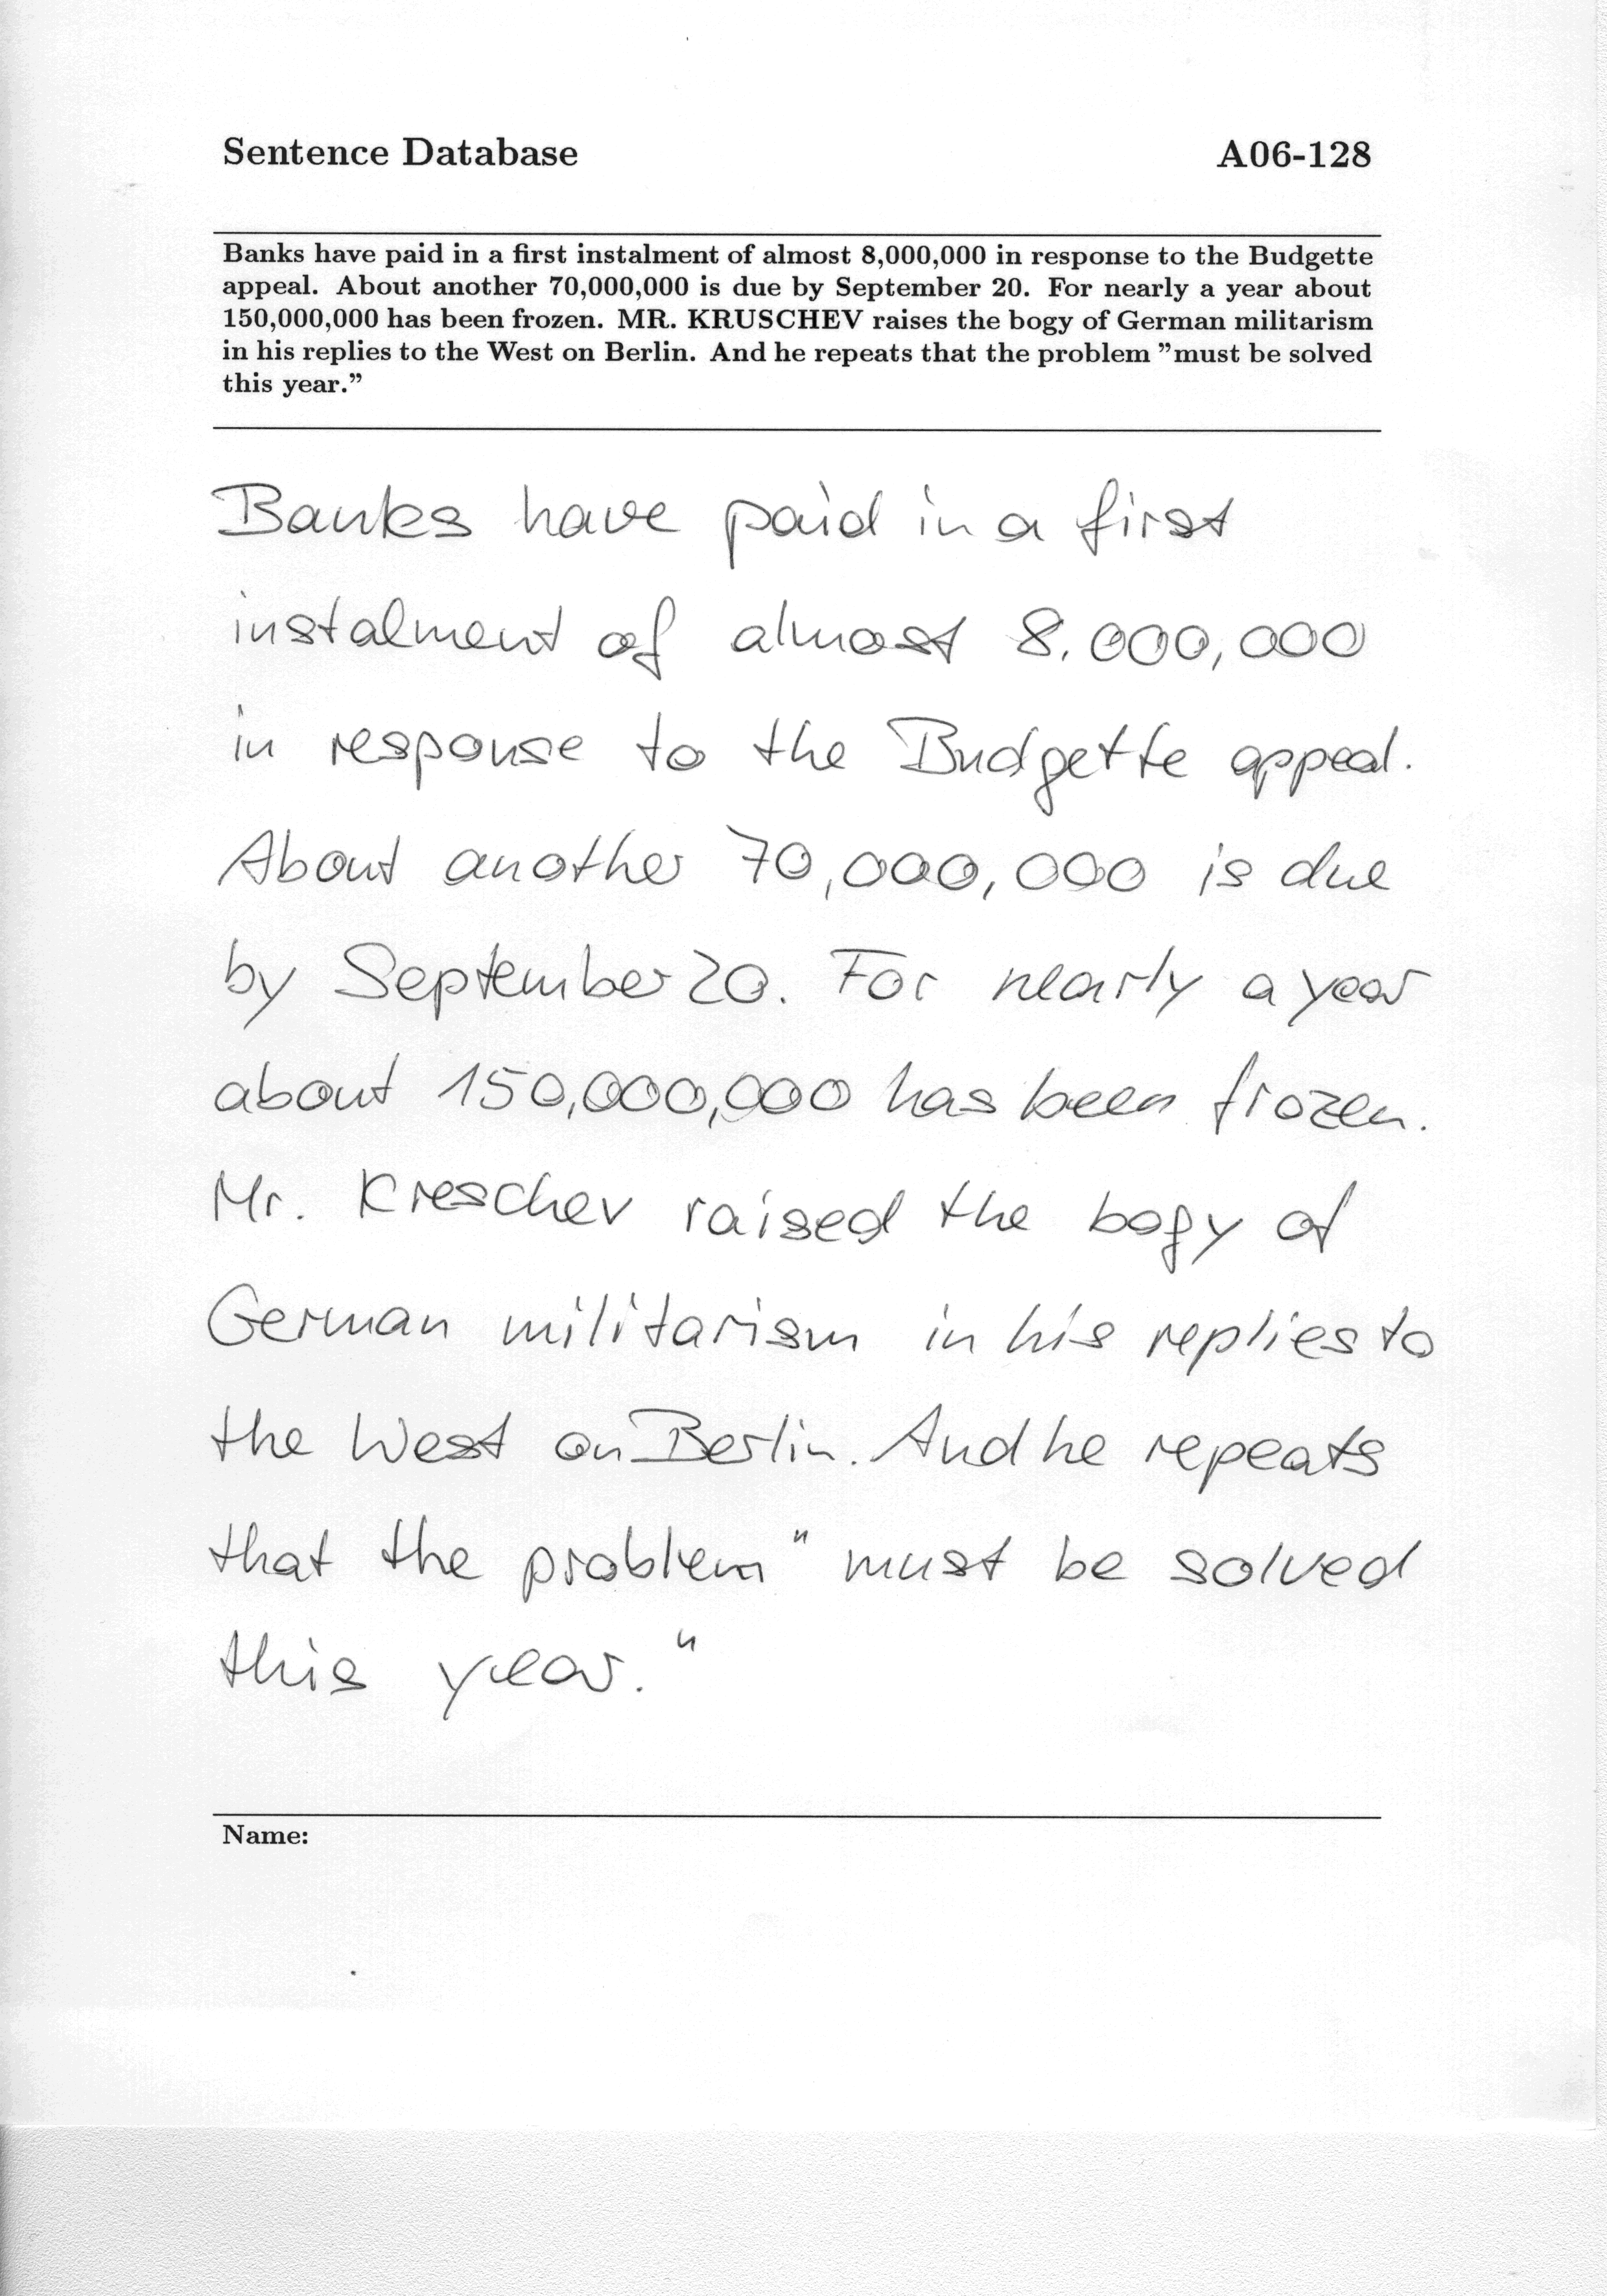 Sentence Database A06-128
Banks have paid in a first instalment of almost 8,000,000 in response to the Budgette
appeal. About another 70,000,000 is due by September 20. For nearly a year about
150,000,000 has been frozen. MR. KRUSCHEV raises the bogy of German militarism
in his replies to the West on Berlin. And he repeats that the problem ”must be solved
this year.”
Banks have paid in a first
instalment of almost 8.000,000
in response to the Budgette appeal.
About another 70,000,000 is due
by September 20. For nearly a year
about 150,000,000 has been frozen.
Mr. Kreschev raised the bogy of
German militarism in his replies to
the West on Berlin. And he repeats
that the problem " must be solved
this year. "
Name: